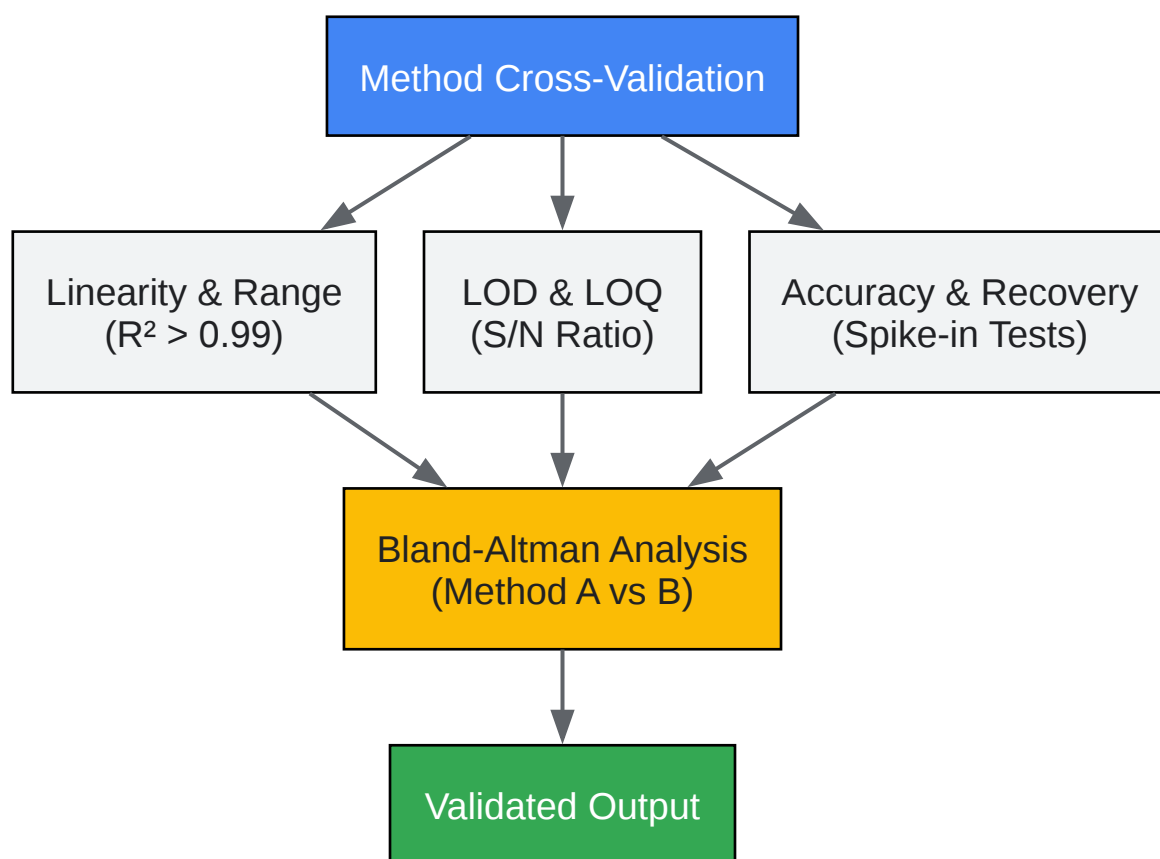 Method Cross-Validation
Linearity & Range
(R² > 0.99)
LOD & LOQ
(S/N Ratio)
Accuracy & Recovery
(Spike-in Tests)
Bland-Altman Analysis
(Method A vs B)
Validated Output